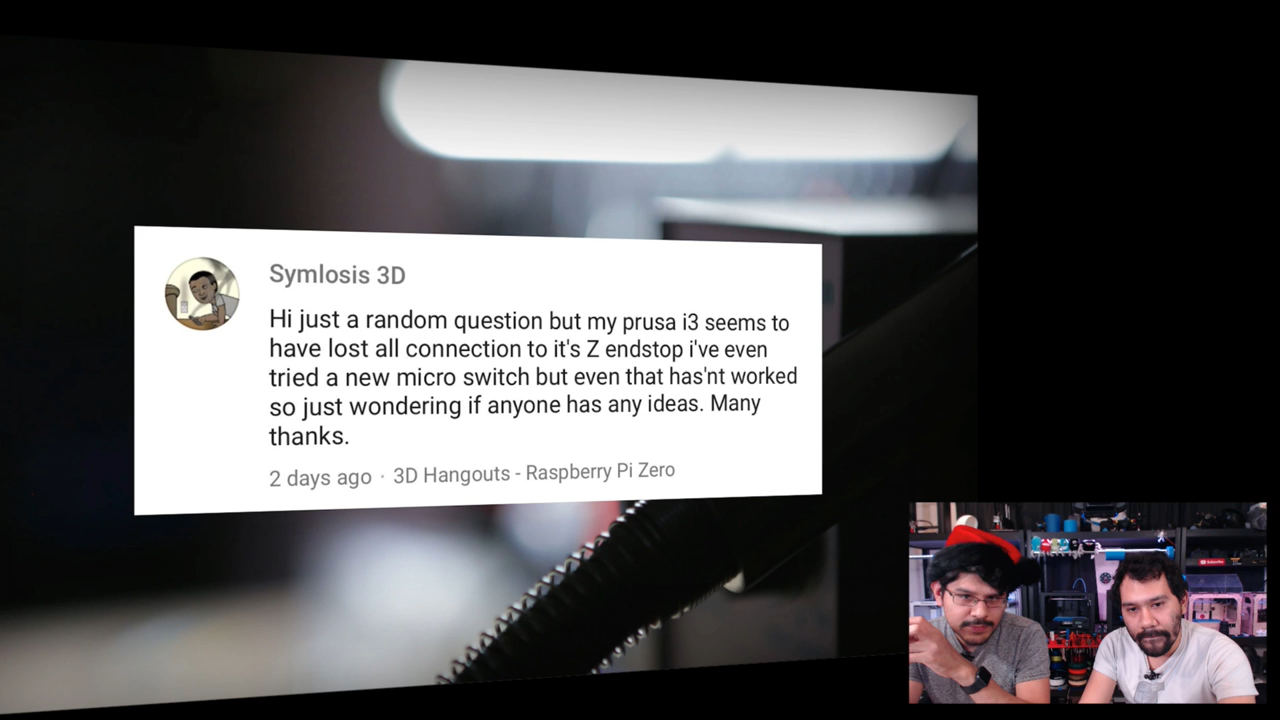 Symlosis 3D
Hi just a random question but my prusa i3 seems to
have lost all connection to it's Z endstop i've even
tried a new micro switch but even that has'nt worked
so just wondering if anyone has any ideas. Many
thanks.
2 days ago · 3D Hangouts - Raspberry Pi Zero